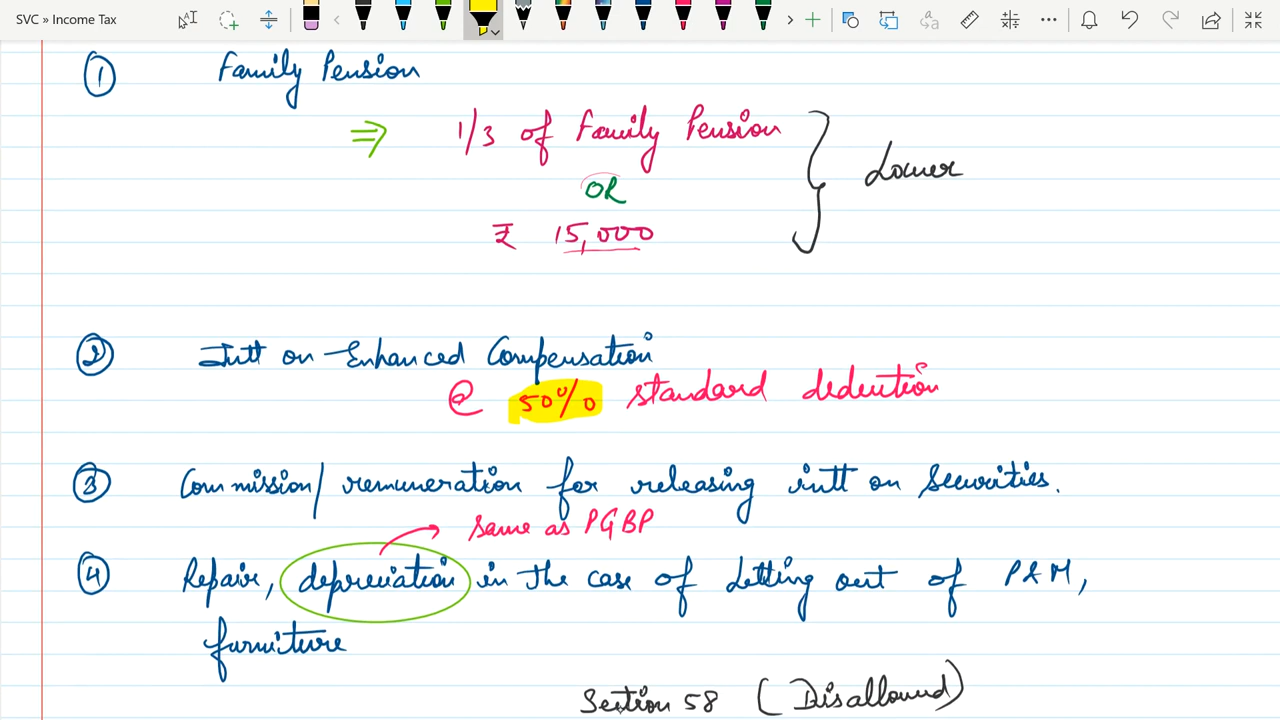 SVC » Income Tax
① Family Pension
⇒ 1/3 of Family Pension
OR
₹ 15,000
Lower
② Intt on Enhanced Compensation
@ 50% standard dedution
③ Commission/ remuneration for releasing intt on Securities.
same as PGBP
④ Repair, depreciation in the case of Letting out of P&M,
furniture
Section 58 (Disallowed)